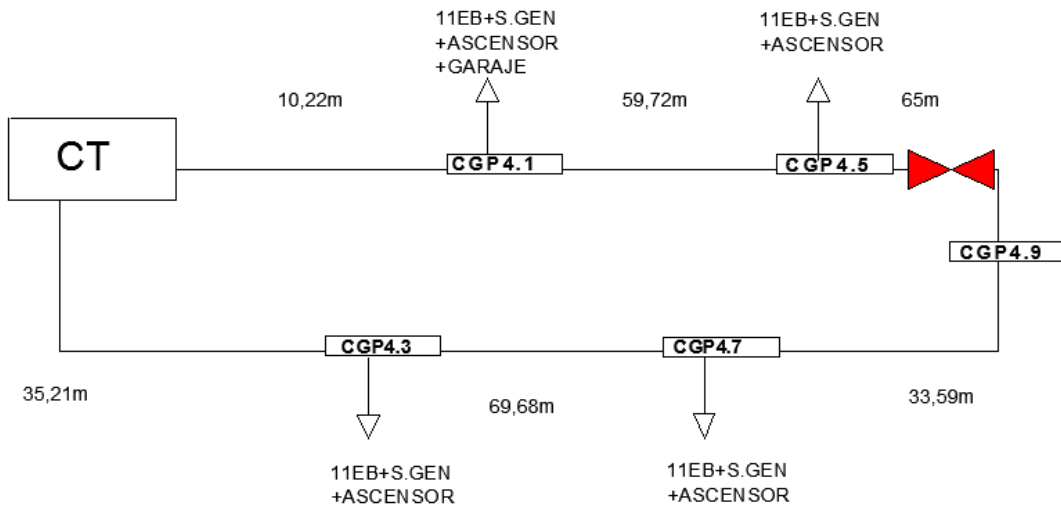 11EB+S.GEN
+ASCENSOR
+GARAJE
11EB+S.GEN
+ASCENSOR
10,22m
59,72m
65m
CT
CGP4.1
CGP4.5
CGP4.9
CGP4.3
CGP4.7
35,21m
69,68m
33,59m
11EB+S.GEN
+ASCENSOR
11EB+S.GEN
+ASCENSOR